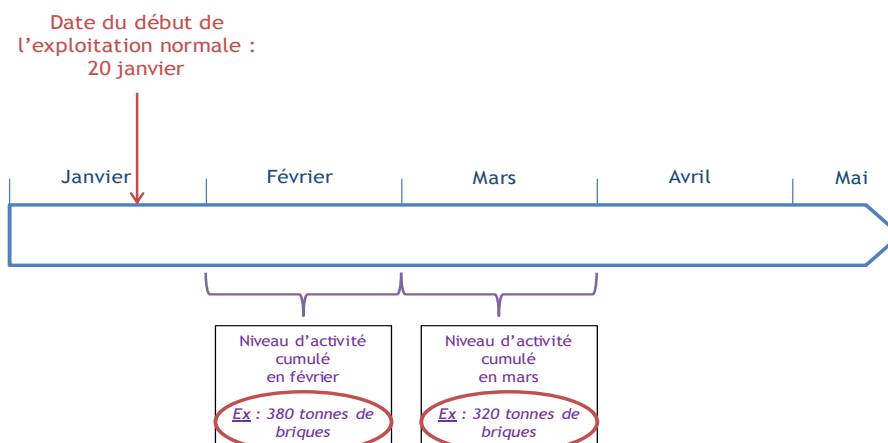 Date du début de
l’exploitation normale :
20 janvier
Janvier
Février
Mars
Avril
Mai
Niveau d’activité
cumulé
en février
Ex : 380 tonnes de
briques
Niveau d’activité
cumulé
en mars
Ex : 320 tonnes de
briques